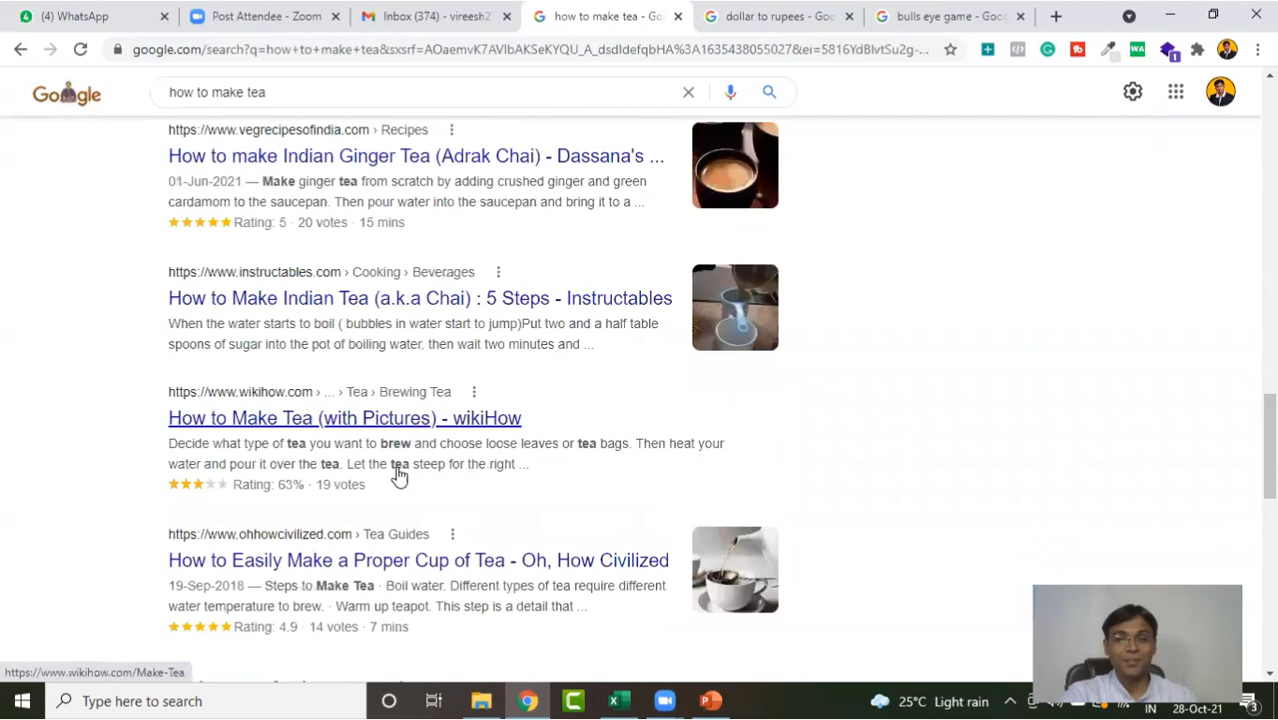 (4) WhatsApp
Post Attendee - Zoom
Inbox (374) - vireesh2
how to make tea - Go
dollar to rupees - Goo
bulls eye game - Goog
google.com/search?q=how+to+make+tea&sxsrf=AOaemvK7AVIbAKSeKYQU_A_dsdIdefqbHA%3A1635438055027&ei=5816YdBlvtSu2g-...
WA
1
Google
how to make tea
https://www.vegrecipesofindia.com › Recipes
How to make Indian Ginger Tea (Adrak Chai) - Dassana's ...
01-Jun-2021 — Make ginger tea from scratch by adding crushed ginger and green
cardamom to the saucepan. Then pour water into the saucepan and bring it to a ...
Rating: 5 · 20 votes · 15 mins
https://www.instructables.com › Cooking › Beverages
How to Make Indian Tea (a.k.a Chai) : 5 Steps - Instructables
When the water starts to boil ( bubbles in water start to jump)Put two and a half table
spoons of sugar into the pot of boiling water, then wait two minutes and ...
https://www.wikihow.com › ... › Tea › Brewing Tea
How to Make Tea (with Pictures) - wikiHow
Decide what type of tea you want to brew and choose loose leaves or tea bags. Then heat your
water and pour it over the tea. Let the tea steep for the right ...
Rating: 63% · 19 votes
https://www.ohhowcivilized.com › Tea Guides
How to Easily Make a Proper Cup of Tea - Oh, How Civilized
19-Sep-2018 — Steps to Make Tea · Boil water. Different types of tea require different
water temperature to brew. · Warm up teapot. This step is a detail that ...
Rating: 4.9 · 14 votes · 7 mins
https://www.wikihow.com/Make-Tea
Type here to search
25°C Light rain
IN
28-Oct-21
3